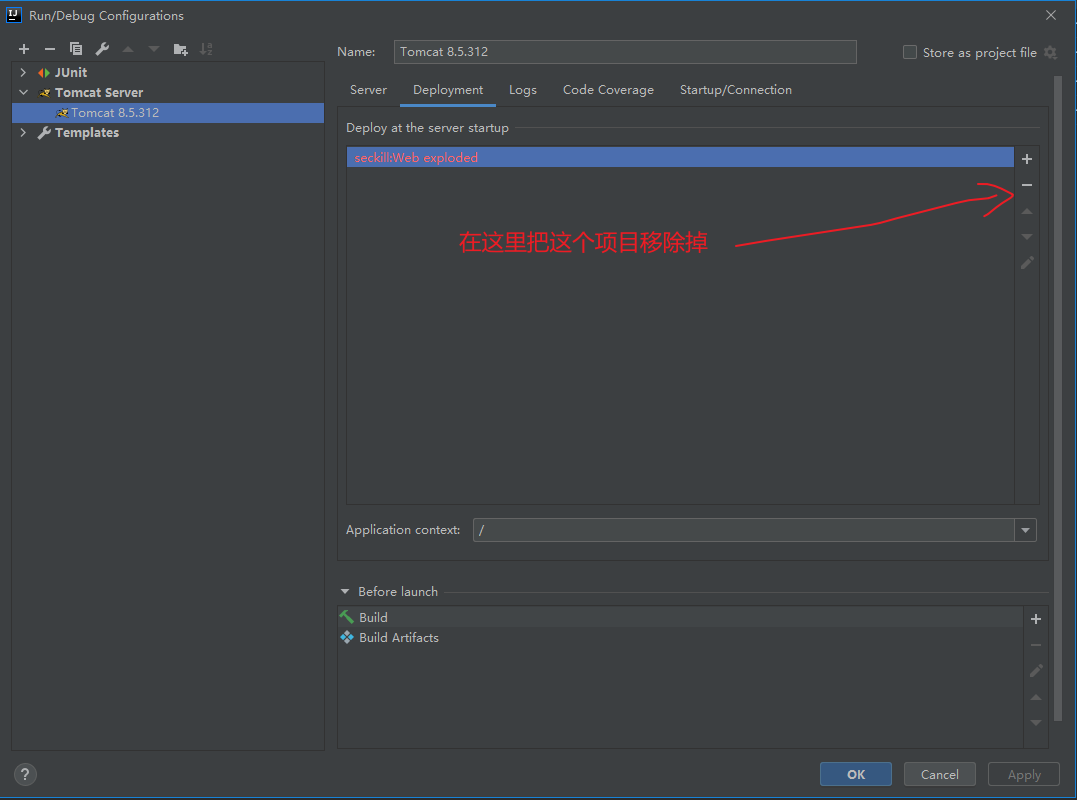 Run/Debug Configurations
Name: Tomcat 8.5.312
Store as project file
JUnit
Tomcat Server
Tomcat 8.5.312
Templates
Server Deployment Logs Code Coverage Startup/Connection
Deploy at the server startup
seckill:Web exploded
在这里把这个项目移除掉
Application context: /
Before launch
Build
Build Artifacts
? OK Cancel Apply